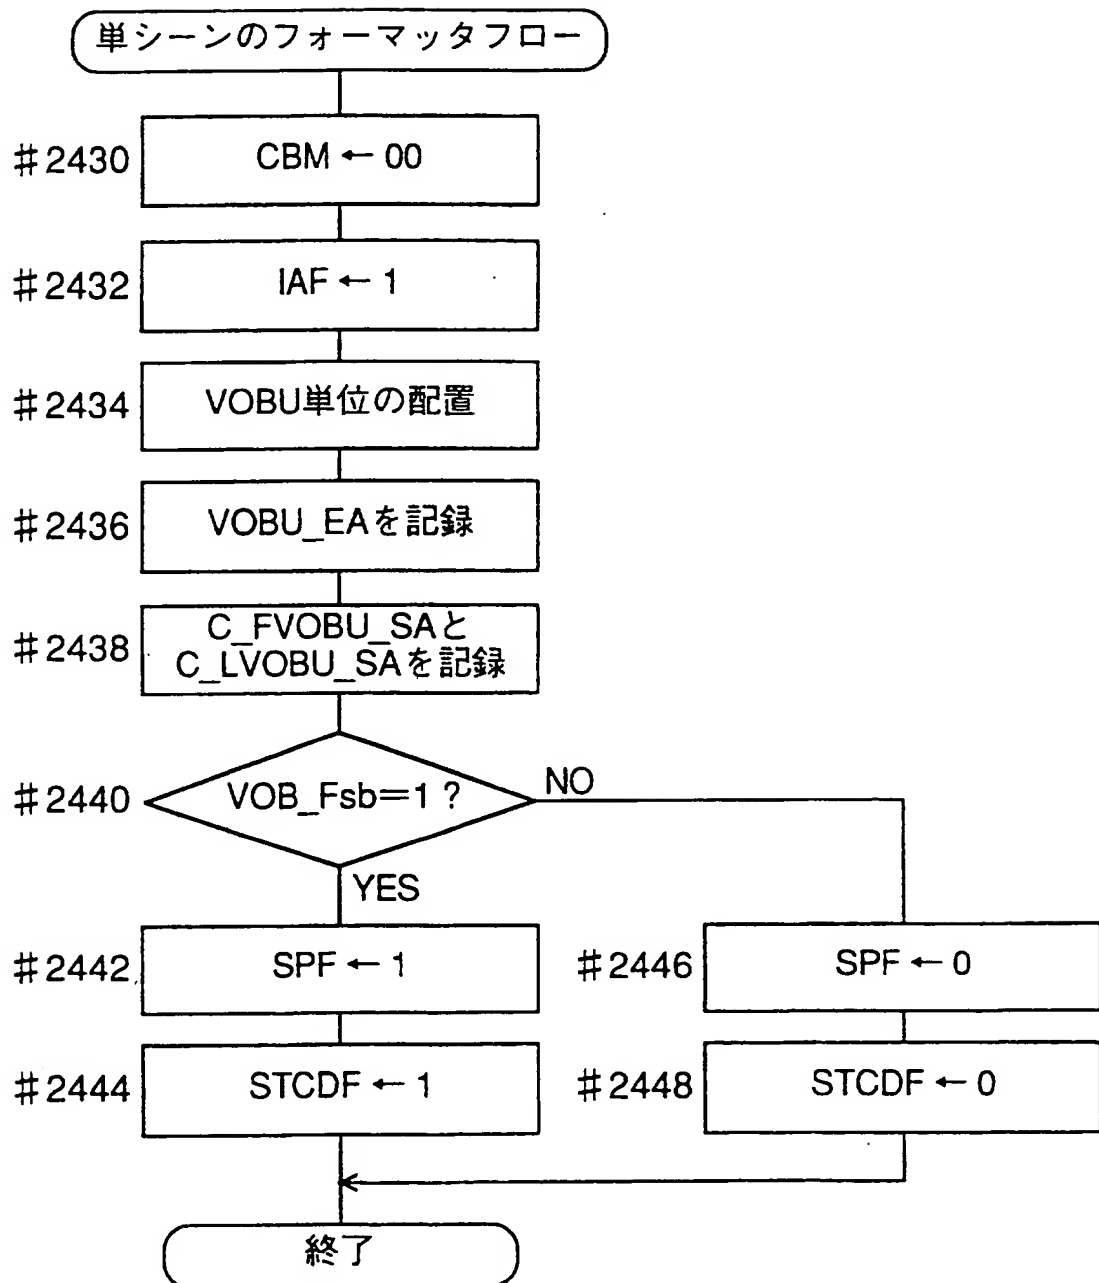 単シーンのフォーマッタフロー
#2430
CBM ← 00
#2432
IAF ← 1
#2434
VOBU単位の配置
#2436
VOBU_EAを記録
#2438
C_FVOBU_SAと
C_LVOBU_SAを記録
#2440
VOB_Fsb=1 ?
NO
YES
#2442
SPF ← 1
#2446
SPF ← 0
#2444
STCDF ← 1
#2448
STCDF ← 0
終了